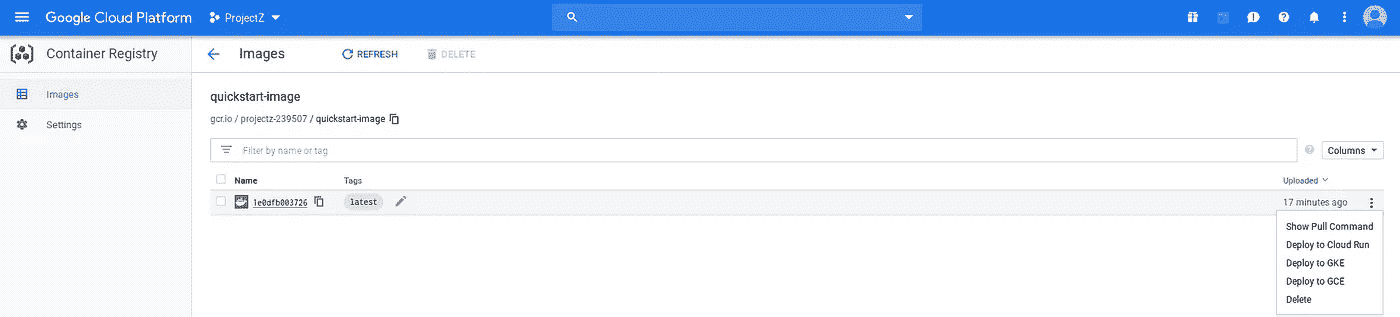 Google Cloud Platform ProjectZ
Container Registry Images REFRESH DELETE
Images
Settings
quickstart-image
gcr.io / projectz-239507 / quickstart-image
Filter by name or tag
Columns
Name Tags Uploaded
1e0dfb003726 latest 17 minutes ago
Show Pull Command
Deploy to Cloud Run
Deploy to GKE
Deploy to GCE
Delete